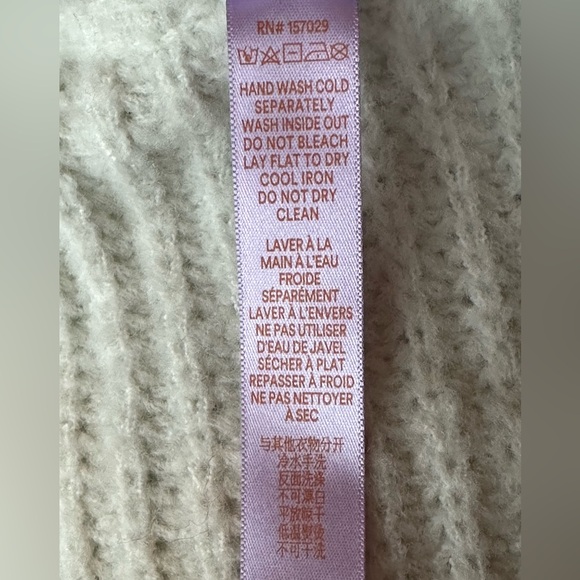 RN# 157029
HAND WASH COLD
SEPARATELY
WASH INSIDE OUT
DO NOT BLEACH
LAY FLAT TO DRY
COOL IRON
DO NOT DRY
CLEAN
LAVER À LA
MAIN À L'EAU
FROIDE
SÉPARÉMENT
LAVER À L'ENVERS
NE PAS UTILISER
D'EAU DE JAVEL
SÉCHER À PLAT
REPASSER À FROID
NE PAS NETTOYER
À SEC
与其他衣物分开
冷水手洗
反面洗涤
不可漂白
平放晾干
低温熨烫
不可干洗